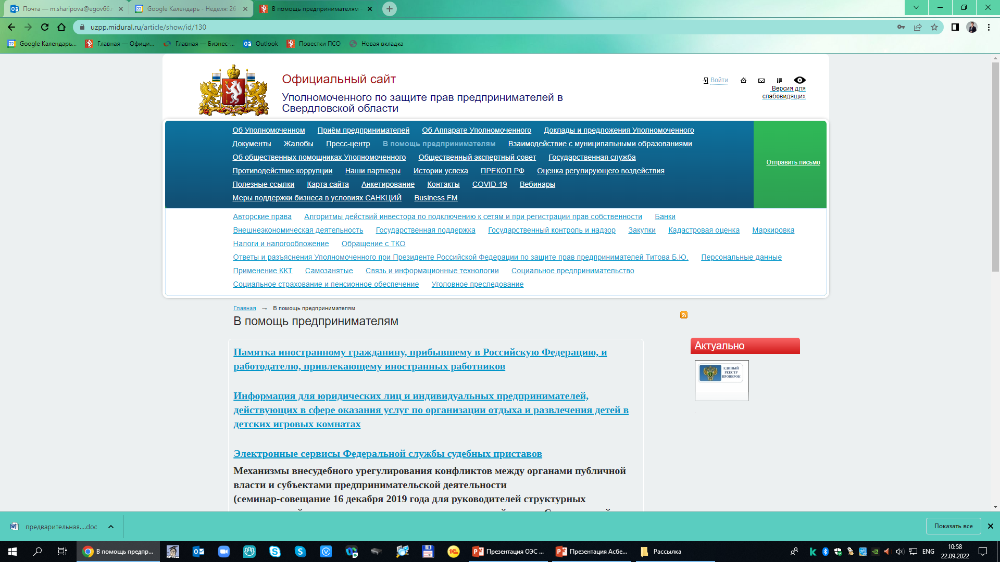 Почта — m.sharipova@egov66.r
Google Календарь - Неделя: 26
В помощь предпринимателям -
uzpp.midural.ru/article/show/id/130
Google Календарь...
Главная — Офици...
Главная — Бизнес-...
Outlook
Повестки ПСО
Новая вкладка
Официальный сайт
Уполномоченного по защите прав предпринимателей в
Свердловской области
Войти
Версия для
слабовидящих
Об Уполномоченном Приём предпринимателей Об Аппарате Уполномоченного Доклады и предложения Уполномоченного
Документы Жалобы Пресс-центр В помощь предпринимателям Взаимодействие с муниципальными образованиями
Об общественных помощниках Уполномоченного Общественный экспертный совет Государственная служба
Противодействие коррупции Наши партнеры Истории успеха ПРЕКОП РФ Оценка регулирующего воздействия
Полезные ссылки Карта сайта Анкетирование Контакты COVID-19 Вебинары
Меры поддержки бизнеса в условиях САНКЦИЙ Business FM
Отправить письмо
Авторские права Алгоритмы действий инвестора по подключению к сетям и при регистрации прав собственности Банки
Внешнеэкономическая деятельность Государственная поддержка Государственный контроль и надзор Закупки Кадастровая оценка Маркировка
Налоги и налогообложение Обращение с ТКО
Ответы и разъяснения Уполномоченного при Президенте Российской Федерации по защите прав предпринимателей Титова Б.Ю. Персональные данные
Применение ККТ Самозанятые Связь и информационные технологии Социальное предпринимательство
Социальное страхование и пенсионное обеспечение Уголовное преследование
Главная → В помощь предпринимателям
В помощь предпринимателям
Памятка иностранному гражданину, прибывшему в Российскую Федерацию, и
работодателю, привлекающему иностранных работников
Информация для юридических лиц и индивидуальных предпринимателей,
действующих в сфере оказания услуг по организации отдыха и развлечения детей в
детских игровых комнатах
Электронные сервисы Федеральной службы судебных приставов
Механизмы внесудебного урегулирования конфликтов между органами публичной
власти и субъектами предпринимательской деятельности
(семинар-совещание 16 декабря 2019 года для руководителей структурных
Актуально
ЕДИНЫЙ
РЕЕСТР
ПРОВЕРОК
предварительная....doc
Показать все
В помощь предпр...
Презентация ОЭС ...
Презентация Асбе...
Рассылка
ENG
10:58
22.09.2022